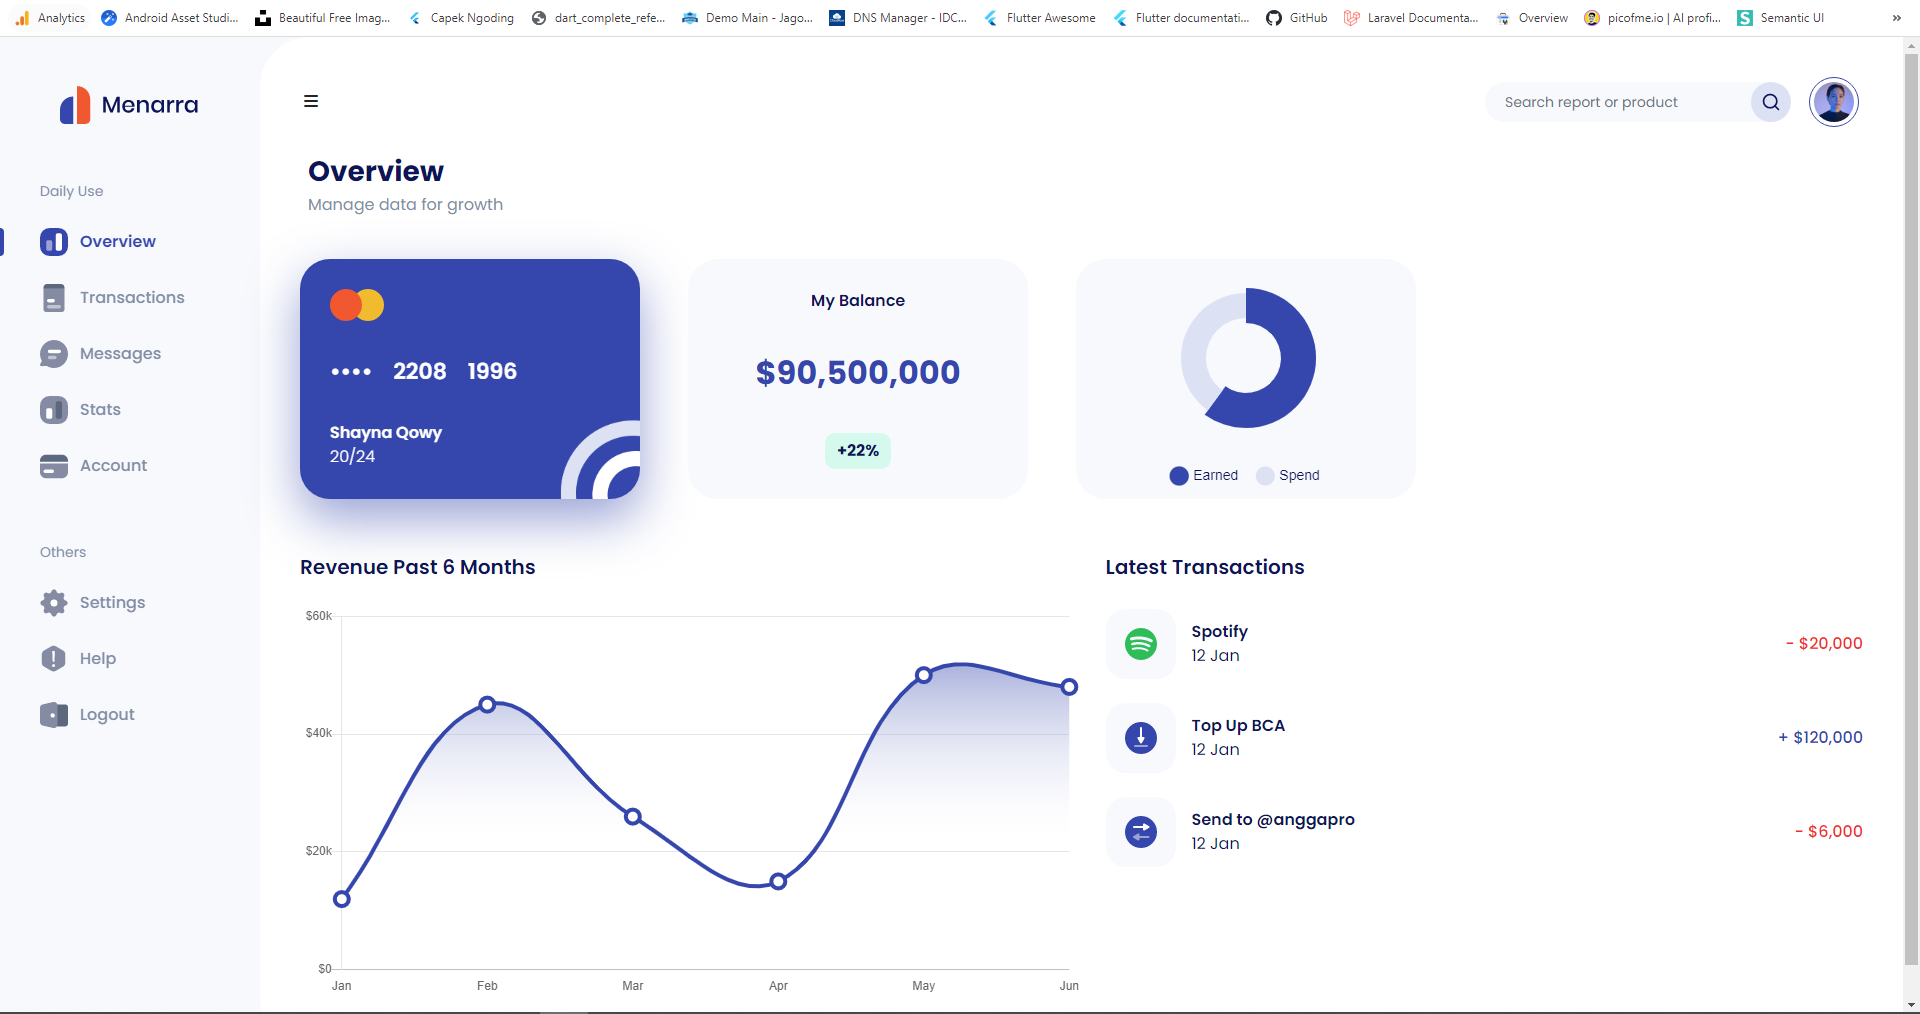 Analytics
Android Asset Studi...
Beautiful Free Imag...
Capek Ngoding
dart_complete_refe...
Demo Main - Jago...
DNS Manager - IDC...
Flutter Awesome
Flutter documentati...
GitHub
Laravel Documenta...
Overview
picofme.io | AI profi...
Semantic UI
»
Menarra
Search report or product
Daily Use
Overview
Transactions
Messages
Stats
Account
Others
Settings
Help
Logout
Overview
Manage data for growth
•••• 2208 1996
Shayna Qowy
20/24
My Balance
$90,500,000
+22%
Earned
Spend
Revenue Past 6 Months
$60k
$40k
$20k
$0
Jan
Feb
Mar
Apr
May
Jun
Latest Transactions
Spotify
12 Jan
- $20,000
Top Up BCA
12 Jan
+ $120,000
Send to @anggapro
12 Jan
- $6,000